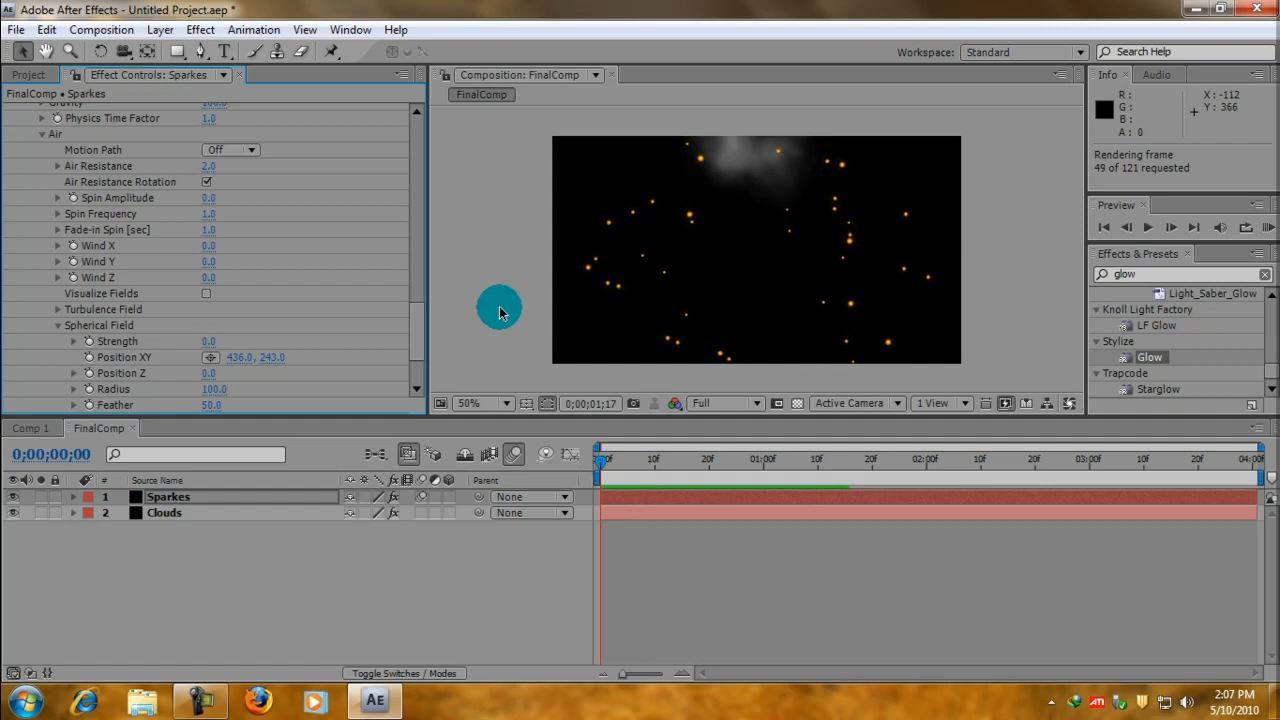 Adobe After Effects - Untitled Project.aep *
File Edit Composition Layer Effect Animation View Window Help
Workspace: Standard Search Help
Project Effect Controls: Sparkes
FinalComp • Sparkes
Gravity 100.0
Physics Time Factor 1.0
Air
Motion Path Off
Air Resistance 2.0
Air Resistance Rotation
Spin Amplitude 0.0
Spin Frequency 1.0
Fade-in Spin [sec] 1.0
Wind X 0.0
Wind Y 0.0
Wind Z 0.0
Visualize Fields
Turbulence Field
Spherical Field
Strength 0.0
Position XY 436.0, 243.0
Position Z 0.0
Radius 100.0
Feather 50.0
Composition: FinalComp
FinalComp
50% 0;00;01;17 Full Active Camera 1 View
Info Audio
R :
G :
B :
A : 0
X : -112
Y : 366
Rendering frame
49 of 121 requested
Preview
Effects & Presets
glow
Light_Saber_Glow
Knoll Light Factory
LF Glow
Stylize
Glow
Trapcode
Starglow
Comp 1 FinalComp
0;00;00;00
# Source Name Parent
1 Sparkes None
2 Clouds None
10f 20f 01:00f 10f 20f 02:00f 10f 20f 03:00f 10f 20f 04:00f
Toggle Switches / Modes
AE
ATI
2:07 PM
5/10/2010